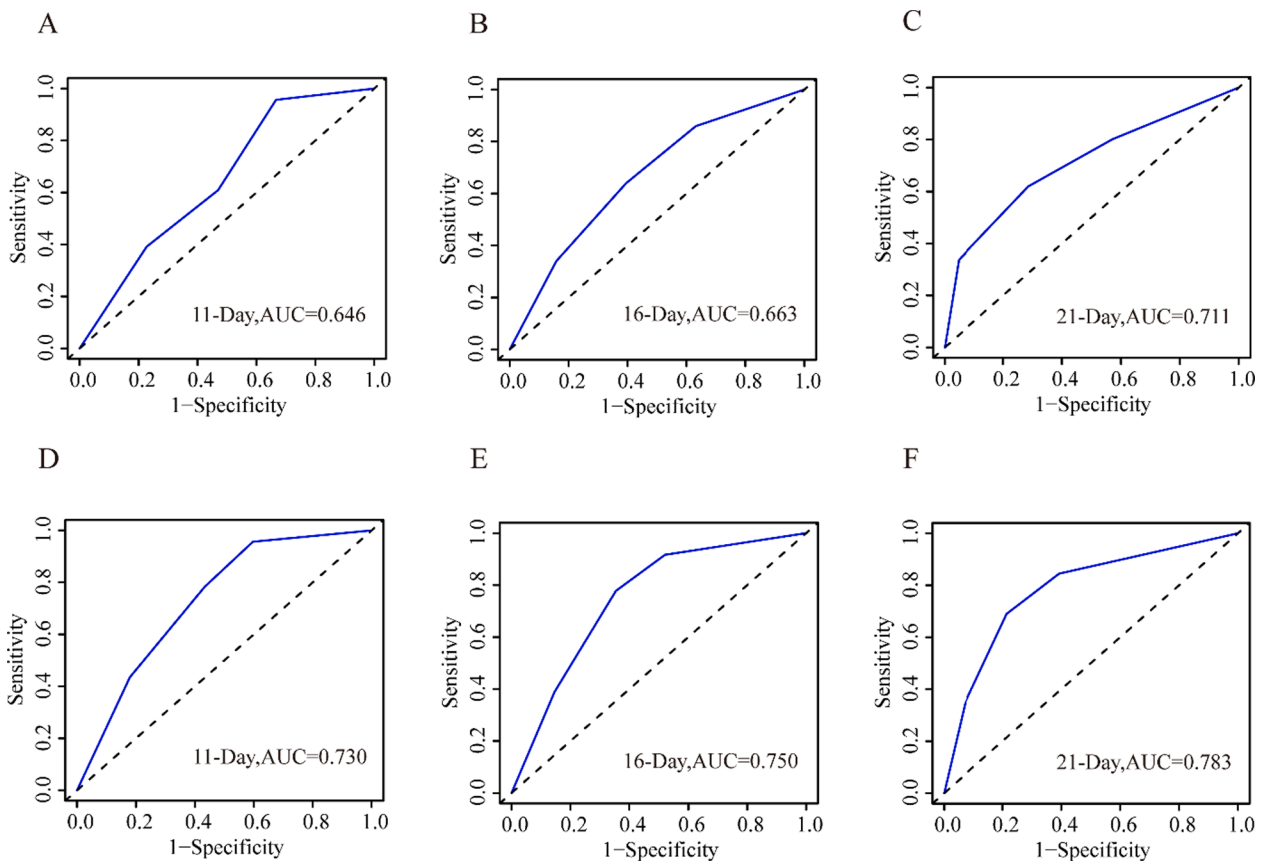 A
B
C
1.0
0.8
0.6
0.4
0.2
0.0
Sensitivity
11-Day,AUC=0.646
0.0 0.2 0.4 0.6 0.8 1.0
1−Specificity
1.0
0.8
0.6
0.4
0.2
0.0
Sensitivity
16-Day,AUC=0.663
0.0 0.2 0.4 0.6 0.8 1.0
1−Specificity
1.0
0.8
0.6
0.4
0.2
0.0
Sensitivity
21-Day,AUC=0.711
0.0 0.2 0.4 0.6 0.8 1.0
1−Specificity
D
E
F
1.0
0.8
0.6
0.4
0.2
0.0
Sensitivity
11-Day,AUC=0.730
0.0 0.2 0.4 0.6 0.8 1.0
1−Specificity
1.0
0.8
0.6
0.4
0.2
0.0
Sensitivity
16-Day,AUC=0.750
0.0 0.2 0.4 0.6 0.8 1.0
1−Specificity
1.0
0.8
0.6
0.4
0.2
0.0
Sensitivity
21-Day,AUC=0.783
0.0 0.2 0.4 0.6 0.8 1.0
1−Specificity